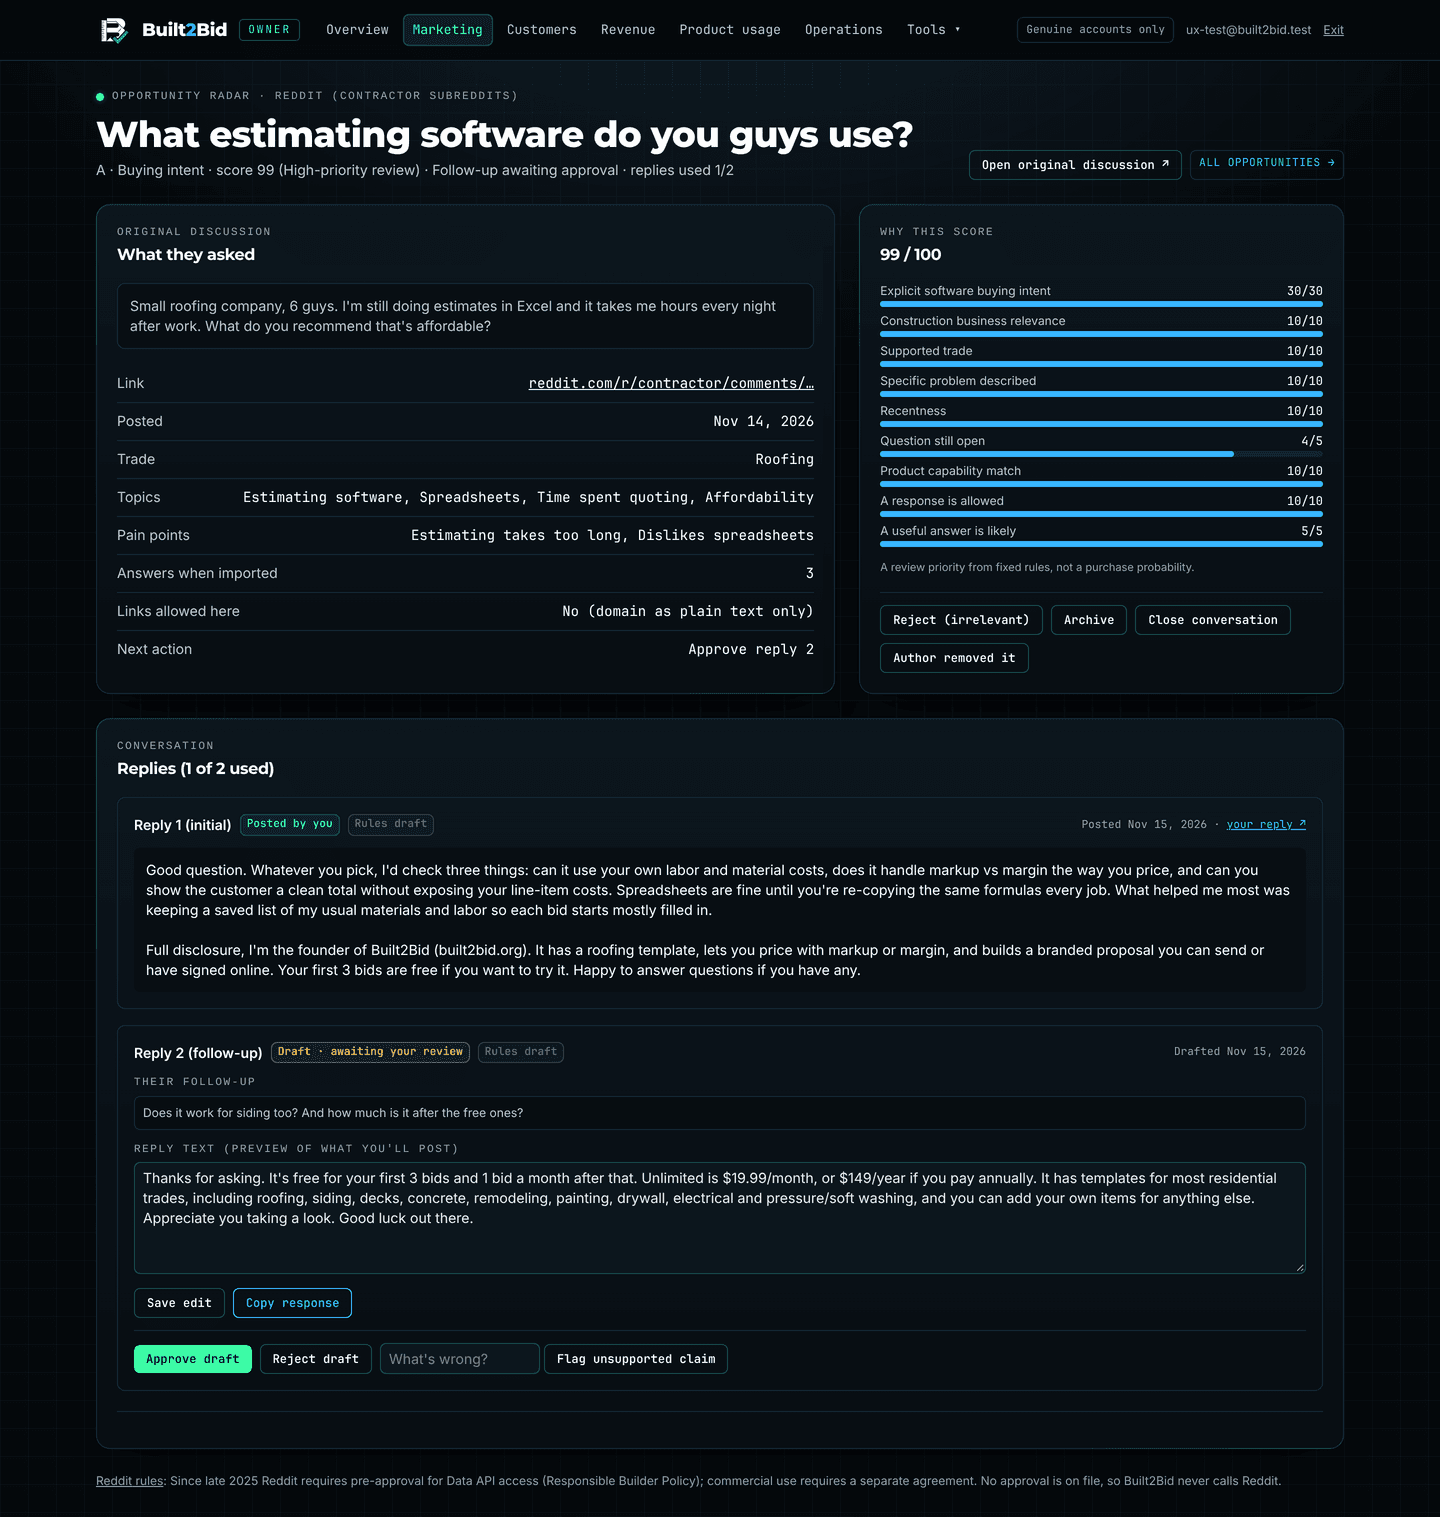 Built2Bid
OWNER
Overview
Marketing
Customers
Revenue
Product usage
Operations
Tools ▾
Genuine accounts only
ux-test@built2bid.test
Exit
OPPORTUNITY RADAR · REDDIT (CONTRACTOR SUBREDDITS)
What estimating software do you guys use?
A · Buying intent · score 99 (High-priority review) · Follow-up awaiting approval · replies used 1/2
Open original discussion ↗
ALL OPPORTUNITIES →
ORIGINAL DISCUSSION
What they asked
Small roofing company, 6 guys. I'm still doing estimates in Excel and it takes me hours every night
after work. What do you recommend that's affordable?
Link reddit.com/r/contractor/comments/…
Posted Nov 14, 2026
Trade Roofing
Topics Estimating software, Spreadsheets, Time spent quoting, Affordability
Pain points Estimating takes too long, Dislikes spreadsheets
Answers when imported 3
Links allowed here No (domain as plain text only)
Next action Approve reply 2
WHY THIS SCORE
99 / 100
Explicit software buying intent 30/30
Construction business relevance 10/10
Supported trade 10/10
Specific problem described 10/10
Recentness 10/10
Question still open 4/5
Product capability match 10/10
A response is allowed 10/10
A useful answer is likely 5/5
A review priority from fixed rules, not a purchase probability.
Reject (irrelevant)
Archive
Close conversation
Author removed it
CONVERSATION
Replies (1 of 2 used)
Reply 1 (initial) Posted by you Rules draft Posted Nov 15, 2026 · your reply ↗
Good question. Whatever you pick, I'd check three things: can it use your own labor and material costs, does it handle markup vs margin the way you price, and can you
show the customer a clean total without exposing your line-item costs. Spreadsheets are fine until you're re-copying the same formulas every job. What helped me most was
keeping a saved list of my usual materials and labor so each bid starts mostly filled in.
Full disclosure, I'm the founder of Built2Bid (built2bid.org). It has a roofing template, lets you price with markup or margin, and builds a branded proposal you can send or
have signed online. Your first 3 bids are free if you want to try it. Happy to answer questions if you have any.
Reply 2 (follow-up) Draft · awaiting your review Rules draft Drafted Nov 15, 2026
THEIR FOLLOW-UP
Does it work for siding too? And how much is it after the free ones?
REPLY TEXT (PREVIEW OF WHAT YOU'LL POST)
Thanks for asking. It's free for your first 3 bids and 1 bid a month after that. Unlimited is $19.99/month, or $149/year if you pay annually. It has templates for most residential
trades, including roofing, siding, decks, concrete, remodeling, painting, drywall, electrical and pressure/soft washing, and you can add your own items for anything else.
Appreciate you taking a look. Good luck out there.
Save edit
Copy response
Approve draft
Reject draft
What's wrong?
Flag unsupported claim
Reddit rules: Since late 2025 Reddit requires pre-approval for Data API access (Responsible Builder Policy); commercial use requires a separate agreement. No approval is on file, so Built2Bid never calls Reddit.